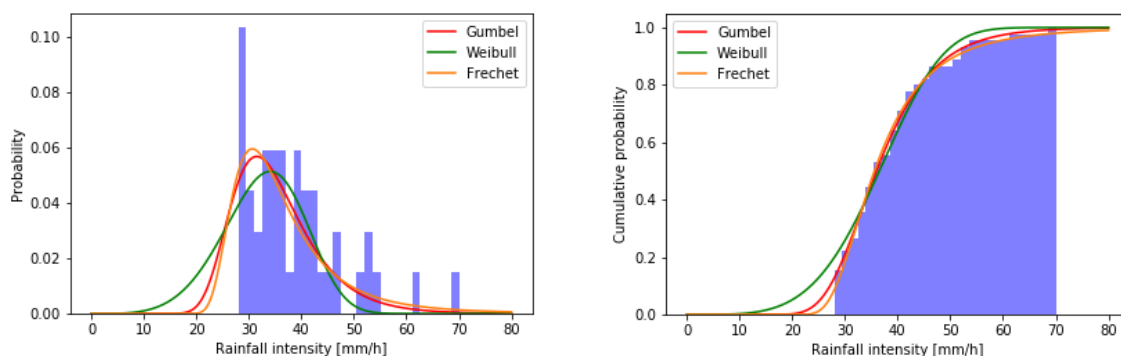 0.10
0.08
0.06
0.04
0.02
0.00
Probability
0 10 20 30 40 50 60 70 80
Rainfall intensity [mm/h]
Gumbel
Weibull
Frechet
1.0
0.8
0.6
0.4
0.2
0.0
Cumulative probability
0 10 20 30 40 50 60 70 80
Rainfall intensity [mm/h]
Gumbel
Weibull
Frechet